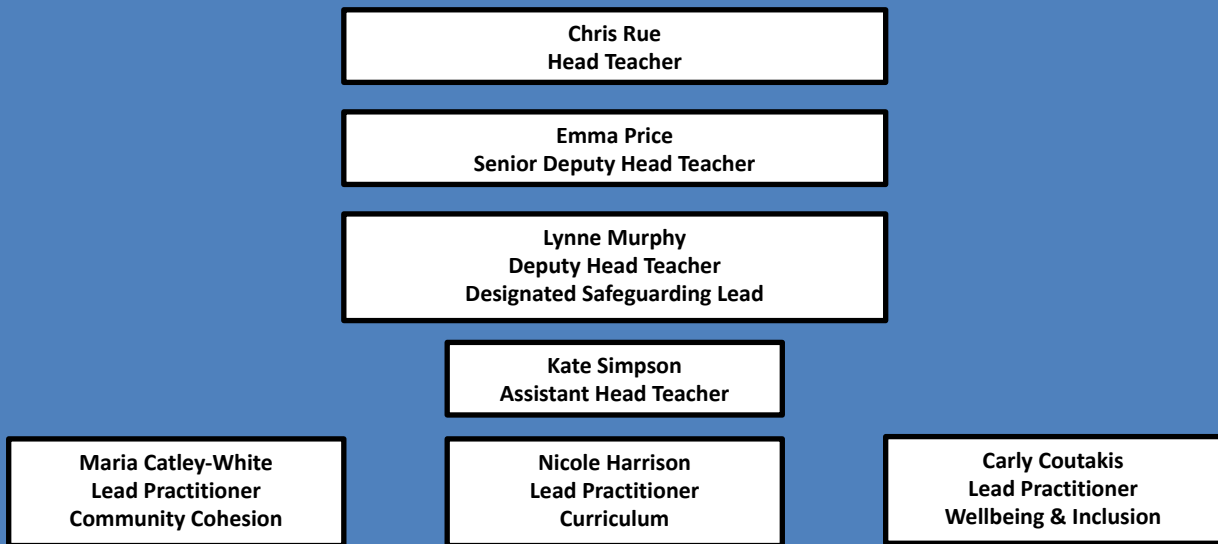 Chris Rue
Head Teacher
Emma Price
Senior Deputy Head Teacher
Lynne Murphy
Deputy Head Teacher
Designated Safeguarding Lead
Kate Simpson
Assistant Head Teacher
Maria Catley-White
Lead Practitioner
Community Cohesion
Nicole Harrison
Lead Practitioner
Curriculum
Carly Coutakis
Lead Practitioner
Wellbeing & Inclusion